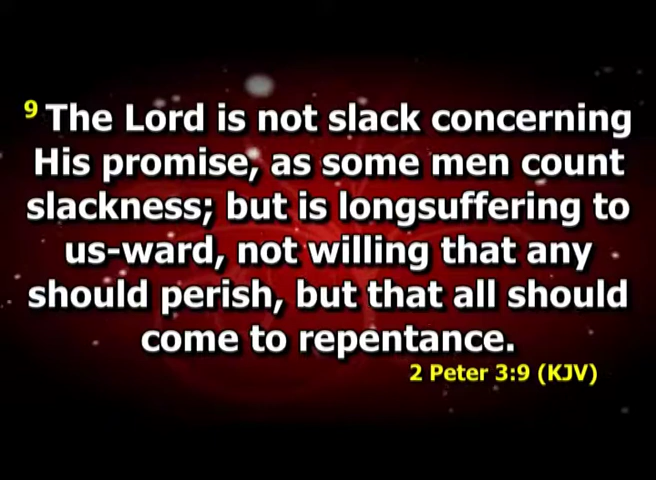 9 The Lord is not slack concerning
His promise, as some men count
slackness; but is longsuffering to
us-ward, not willing that any
should perish, but that all should
come to repentance.
2 Peter 3:9 (KJV)